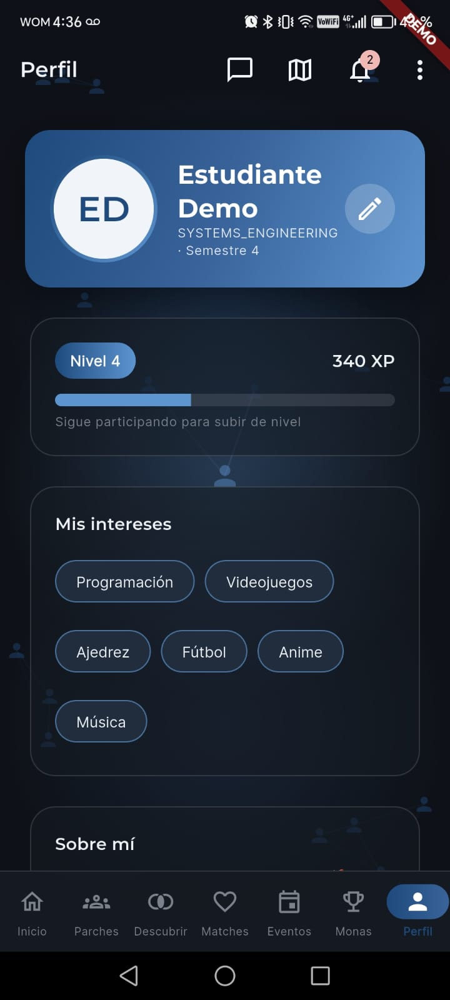 WOM 4:36
VoWiFi 4G+
DEMO
Perfil
2
ED
Estudiante
Demo
SYSTEMS_ENGINEERING
· Semestre 4
Nivel 4
340 XP
Sigue participando para subir de nivel
Mis intereses
Programación
Videojuegos
Ajedrez
Fútbol
Anime
Música
Sobre mí
Inicio
Parches
Descubrir
Matches
Eventos
Monas
Perfil